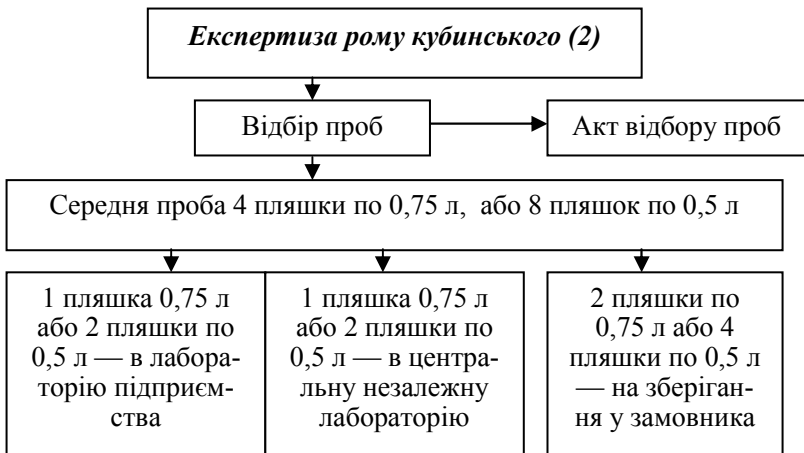 Експертиза рому кубинського (2)
Відбір проб
Акт відбору проб
Середня проба 4 пляшки по 0,75 л, або 8 пляшок по 0,5 л
1 пляшка 0,75 л
або 2 пляшки по
0,5 л — в лабора-
торію підприєм-
ства
1 пляшка 0,75 л
або 2 пляшки по
0,5 л — в центра-
льну незалежну
лабораторію
2 пляшки по
0,75 л або 4
пляшки по 0,5 л
— на зберіган-
ня у замовника